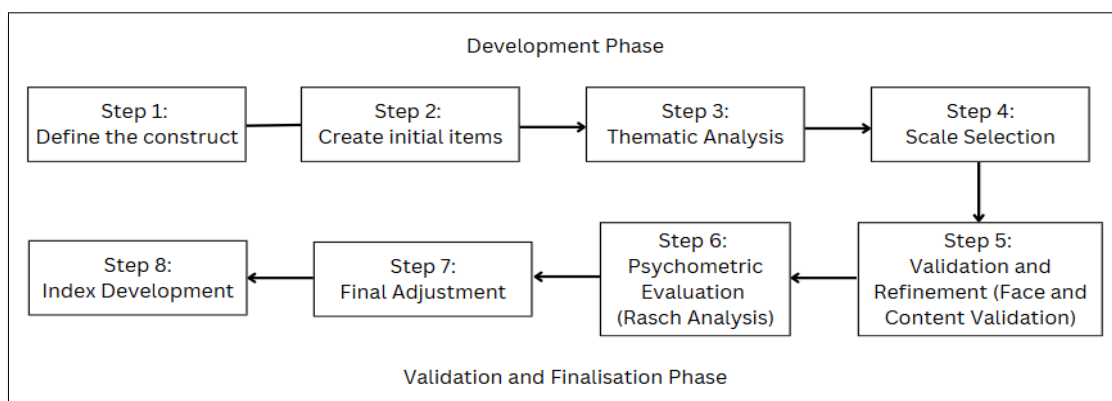 Development Phase
Step 1:
Define the construct
Step 2:
Create initial items
Step 3:
Thematic Analysis
Step 4:
Scale Selection
Step 5:
Validation and
Refinement (Face and
Content Validation)
Step 6:
Psychometric
Evaluation
(Rasch Analysis)
Step 7:
Final Adjustment
Step 8:
Index Development
Validation and Finalisation Phase